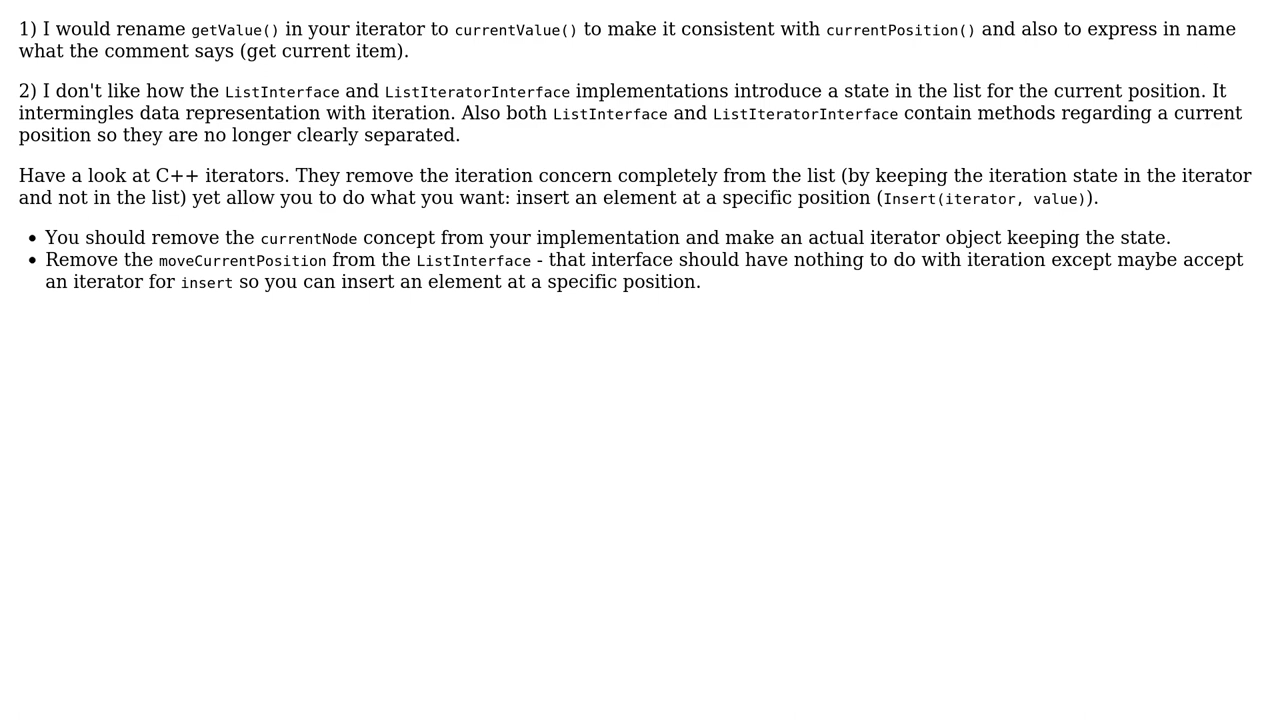 1) I would rename getValue() in your iterator to currentValue() to make it consistent with currentPosition() and also to express in name
what the comment says (get current item).
2) I don't like how the ListInterface and ListIteratorInterface implementations introduce a state in the list for the current position. It
intermingles data representation with iteration. Also both ListInterface and ListIteratorInterface contain methods regarding a current
position so they are no longer clearly separated.
Have a look at C++ iterators. They remove the iteration concern completely from the list (by keeping the iteration state in the iterator
and not in the list) yet allow you to do what you want: insert an element at a specific position (Insert(iterator, value)).
• You should remove the currentNode concept from your implementation and make an actual iterator object keeping the state.
• Remove the moveCurrentPosition from the ListInterface - that interface should have nothing to do with iteration except maybe accept
an iterator for insert so you can insert an element at a specific position.